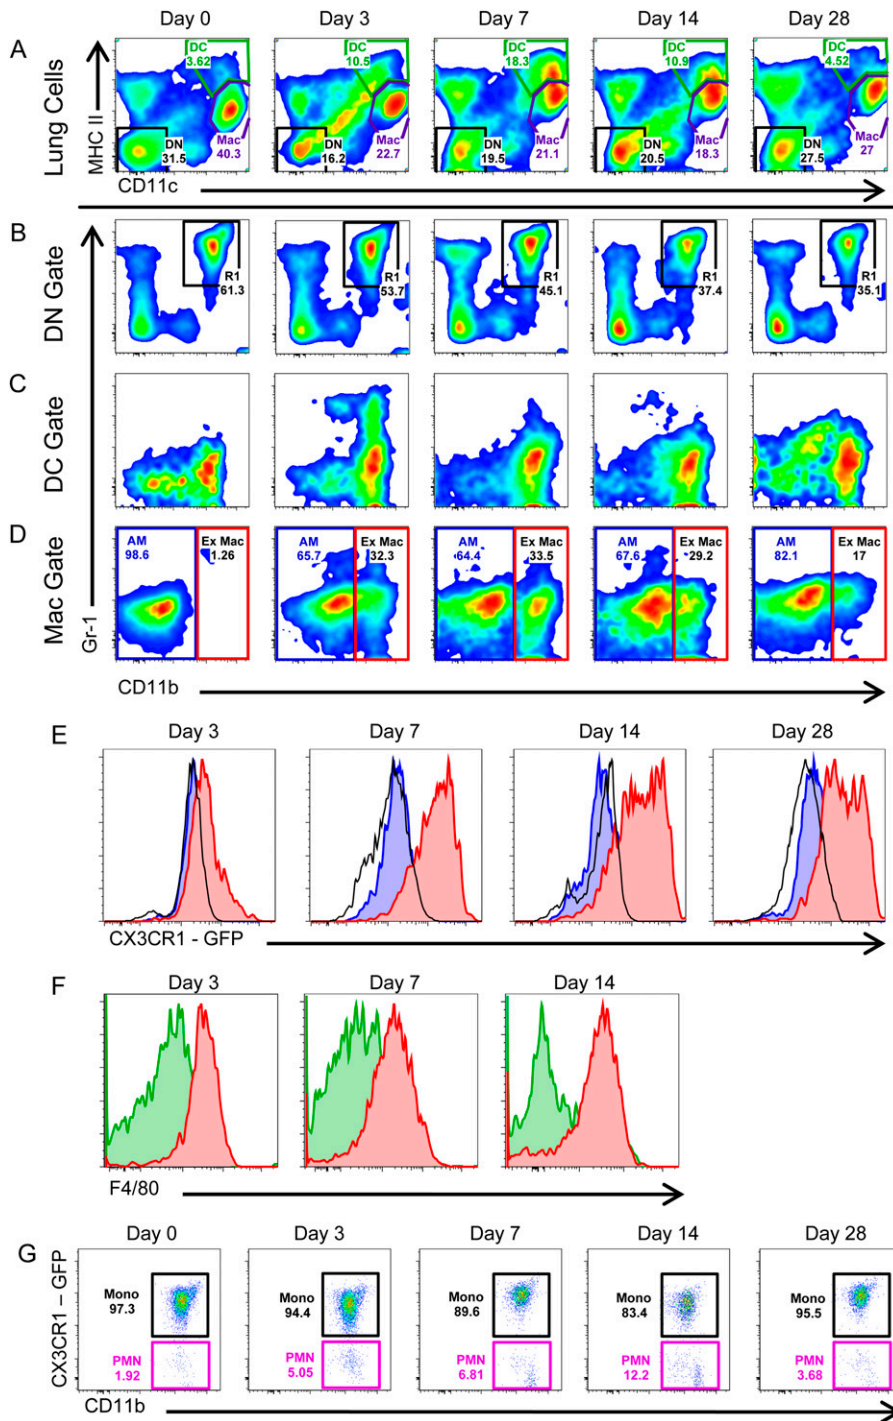 Day 0 Day 3 Day 7 Day 14 Day 28
A
Lung Cells
MHC II
DC
3.62
DN
31.5
Mac
40.3
DC
10.5
DN
16.2
Mac
22.7
DC
18.3
DN
19.5
Mac
21.1
DC
10.9
DN
20.5
Mac
18.3
DC
4.52
DN
27.5
Mac
27
CD11c
B
DN Gate
R1
61.3
R1
53.7
R1
45.1
R1
37.4
R1
35.1
C
DC Gate
D
Mac Gate
Gr-1
AM
98.6
Ex Mac
1.26
AM
65.7
Ex Mac
32.3
AM
64.4
Ex Mac
33.5
AM
67.6
Ex Mac
29.2
AM
82.1
Ex Mac
17
CD11b
E
Day 3 Day 7 Day 14 Day 28
CX3CR1 - GFP
F
Day 3 Day 7 Day 14
F4/80
G
Day 0 Day 3 Day 7 Day 14 Day 28
CX3CR1 – GFP
Mono
97.3
PMN
1.92
Mono
94.4
PMN
5.05
Mono
89.6
PMN
6.81
Mono
83.4
PMN
12.2
Mono
95.5
PMN
3.68
CD11b